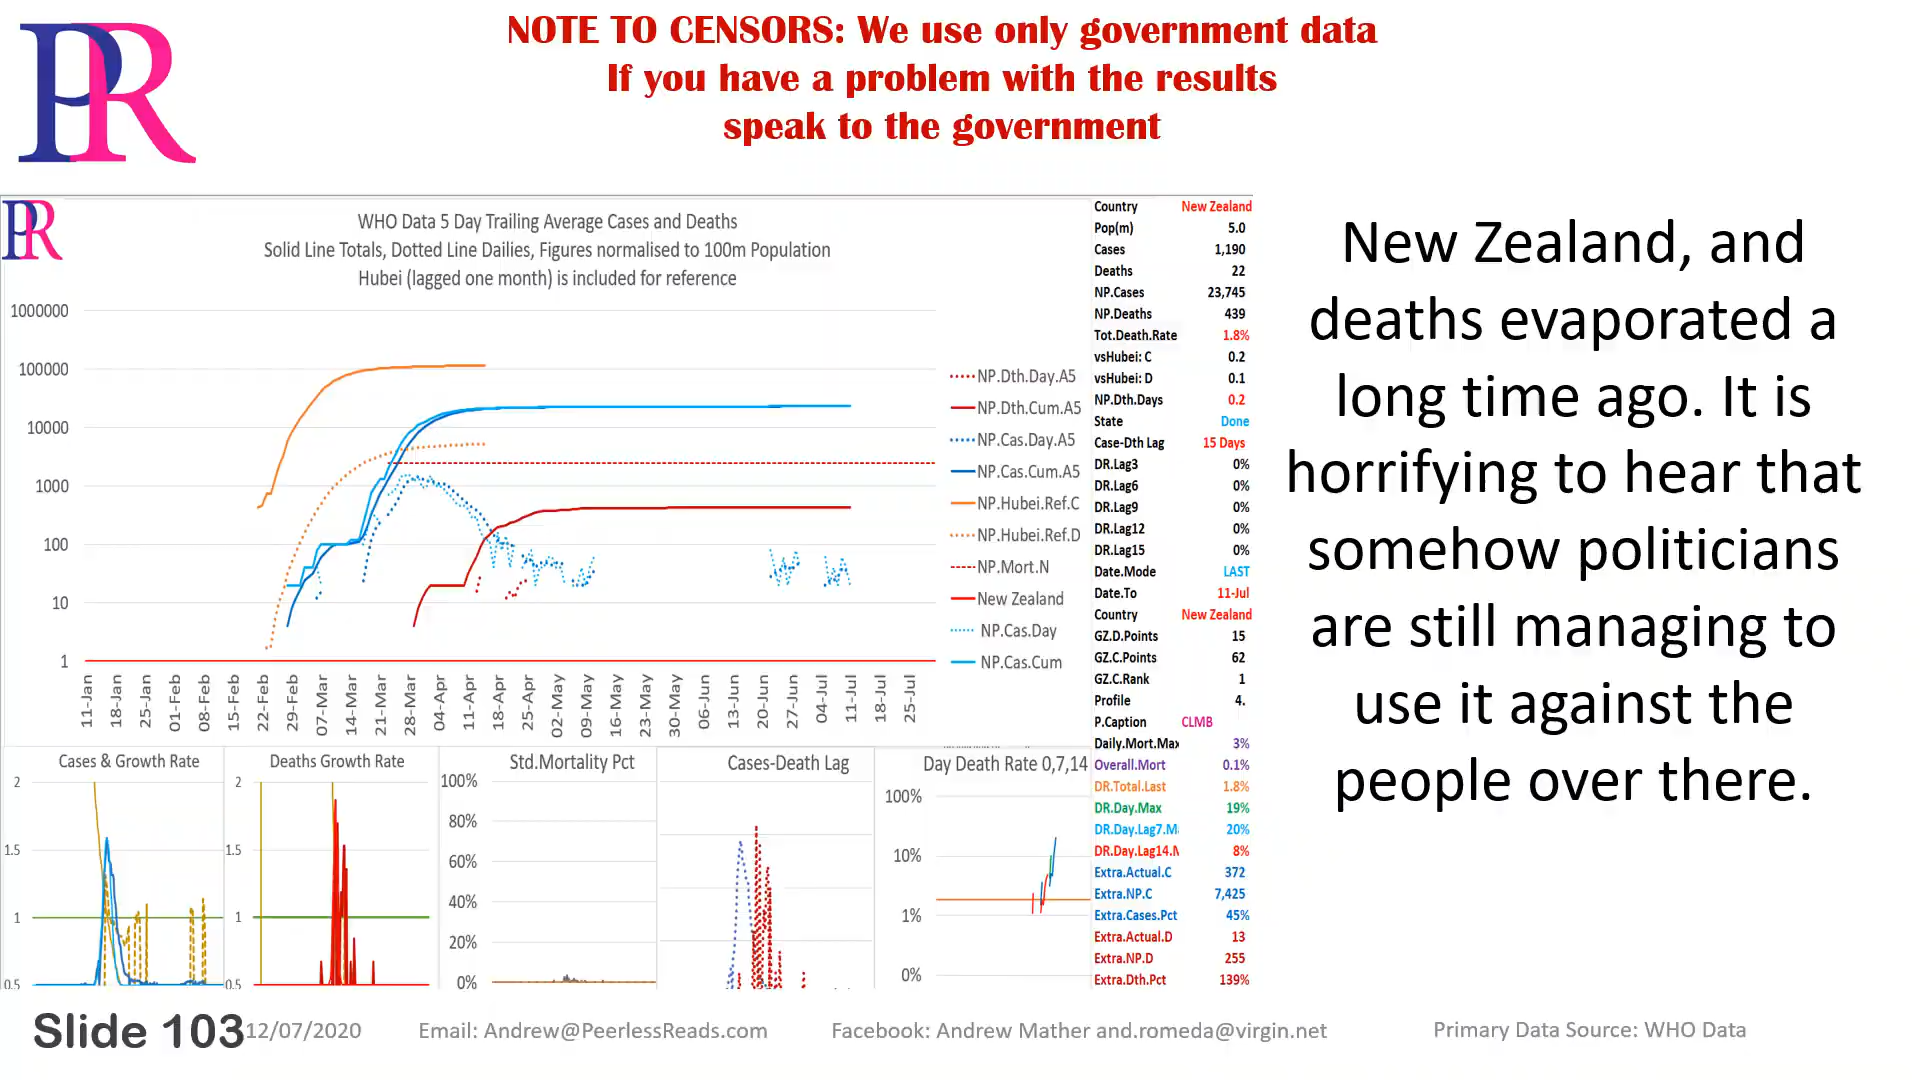 PR
NOTE TO CENSORS: We use only government data
If you have a problem with the results
speak to the government
PR
WHO Data 5 Day Trailing Average Cases and Deaths
Solid Line Totals, Dotted Line Dailies, Figures normalised to 100m Population
Hubei (lagged one month) is included for reference
1000000
100000
10000
1000
100
10
1
11-Jan
18-Jan
25-Jan
01-Feb
08-Feb
15-Feb
22-Feb
29-Feb
07-Mar
14-Mar
21-Mar
28-Mar
04-Apr
11-Apr
18-Apr
25-Apr
02-May
09-May
16-May
23-May
30-May
06-Jun
13-Jun
20-Jun
27-Jun
04-Jul
11-Jul
18-Jul
25-Jul
NP.Dth.Day.A5
NP.Dth.Cum.A5
NP.Cas.Day.A5
NP.Cas.Cum.A5
NP.Hubei.Ref.C
NP.Hubei.Ref.D
NP.Mort.N
New Zealand
NP.Cas.Day
NP.Cas.Cum
Country New Zealand
Pop(m) 5.0
Cases 1,190
Deaths 22
NP.Cases 23,745
NP.Deaths 439
Tot.Death.Rate 1.8%
vsHubei: C 0.2
vsHubei: D 0.1
NP.Dth.Days 0.2
State Done
Case-Dth Lag 15 Days
DR.Lag3 0%
DR.Lag6 0%
DR.Lag9 0%
DR.Lag12 0%
DR.Lag15 0%
Date.Mode LAST
Date.To 11-Jul
Country New Zealand
GZ.D.Points 15
GZ.C.Points 62
GZ.C.Rank 1
Profile 4.
P.Caption CLMB
Daily.Mort.Max 3%
Overall.Mort 0.1%
DR.Total.Last 1.8%
DR.Day.Max 19%
DR.Day.Lag7.M 20%
DR.Day.Lag14.M 8%
Extra.Actual.C 372
Extra.NP.C 7,425
Extra.Cases.Pct 45%
Extra.Actual.D 13
Extra.NP.D 255
Extra.Dth.Pct 139%
New Zealand, and
deaths evaporated a
long time ago. It is
horrifying to hear that
somehow politicians
are still managing to
use it against the
people over there.
Cases & Growth Rate
2
1.5
1
0.5
Deaths Growth Rate
2
1.5
1
0.5
Std.Mortality Pct
100%
80%
60%
40%
20%
0%
Cases-Death Lag
Day Death Rate 0,7,14
100%
10%
1%
0%
Slide 103
12/07/2020
Email: Andrew@PeerlessReads.com
Facebook: Andrew Mather and.romeda@virgin.net
Primary Data Source: WHO Data